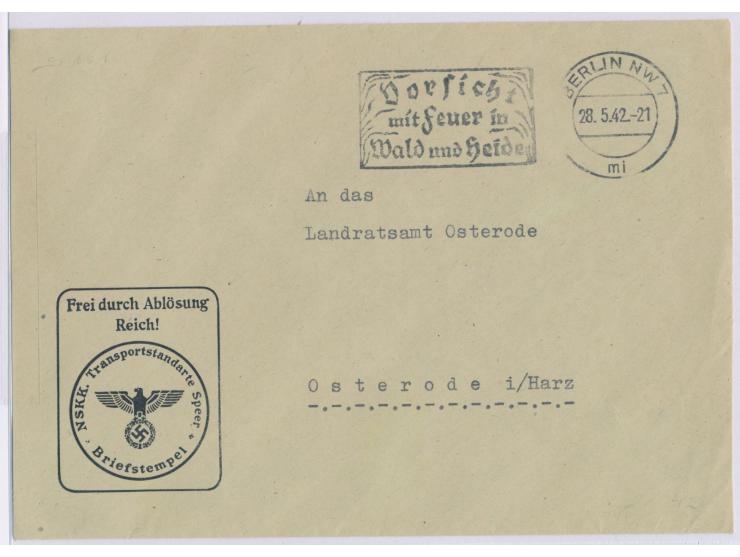 Vorsicht
mit Feuer in
Wald und Heide
BERLIN NW 7
28.5.42.-21
mi
An das
Landratsamt Osterode
Frei durch Ablösung
Reich!
NSKK. Transportstandarte Speer
* Briefstempel *
Osterode i/Harz